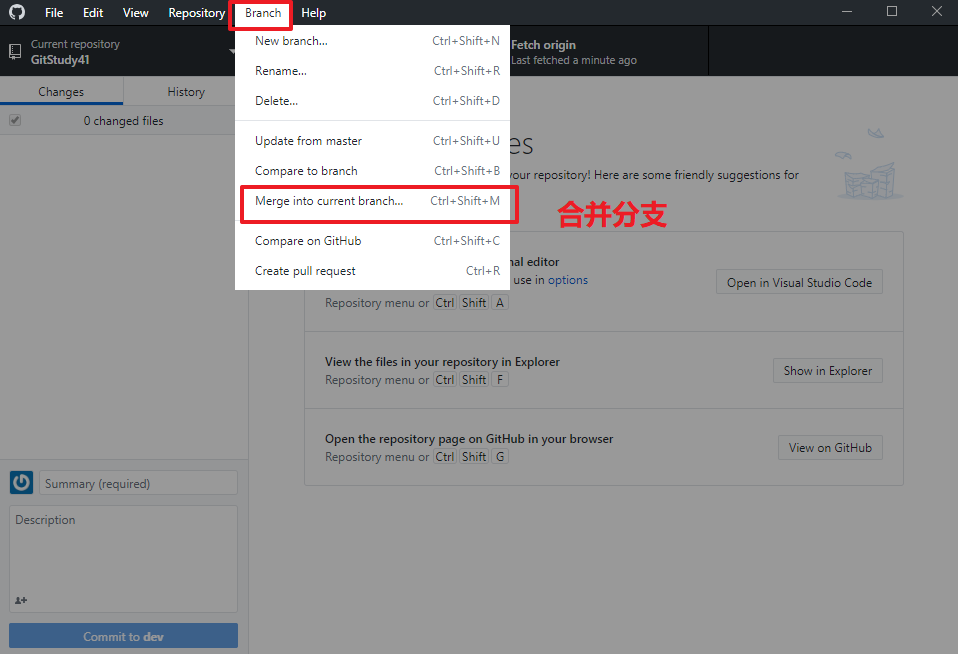 File Edit View Repository Branch Help
Current repository
GitStudy41
Fetch origin
Last fetched a minute ago
Changes History
0 changed files
New branch... Ctrl+Shift+N
Rename... Ctrl+Shift+R
Delete... Ctrl+Shift+D
Update from master Ctrl+Shift+U
Compare to branch Ctrl+Shift+B
Merge into current branch... Ctrl+Shift+M
Compare on GitHub Ctrl+Shift+C
Create pull request Ctrl+R
合并分支
your repository! Here are some friendly suggestions for
editor
use in options
Repository menu or Ctrl Shift A
Open in Visual Studio Code
View the files in your repository in Explorer
Repository menu or Ctrl Shift F
Show in Explorer
Open the repository page on GitHub in your browser
Repository menu or Ctrl Shift G
View on GitHub
Summary (required)
Description
Commit to dev